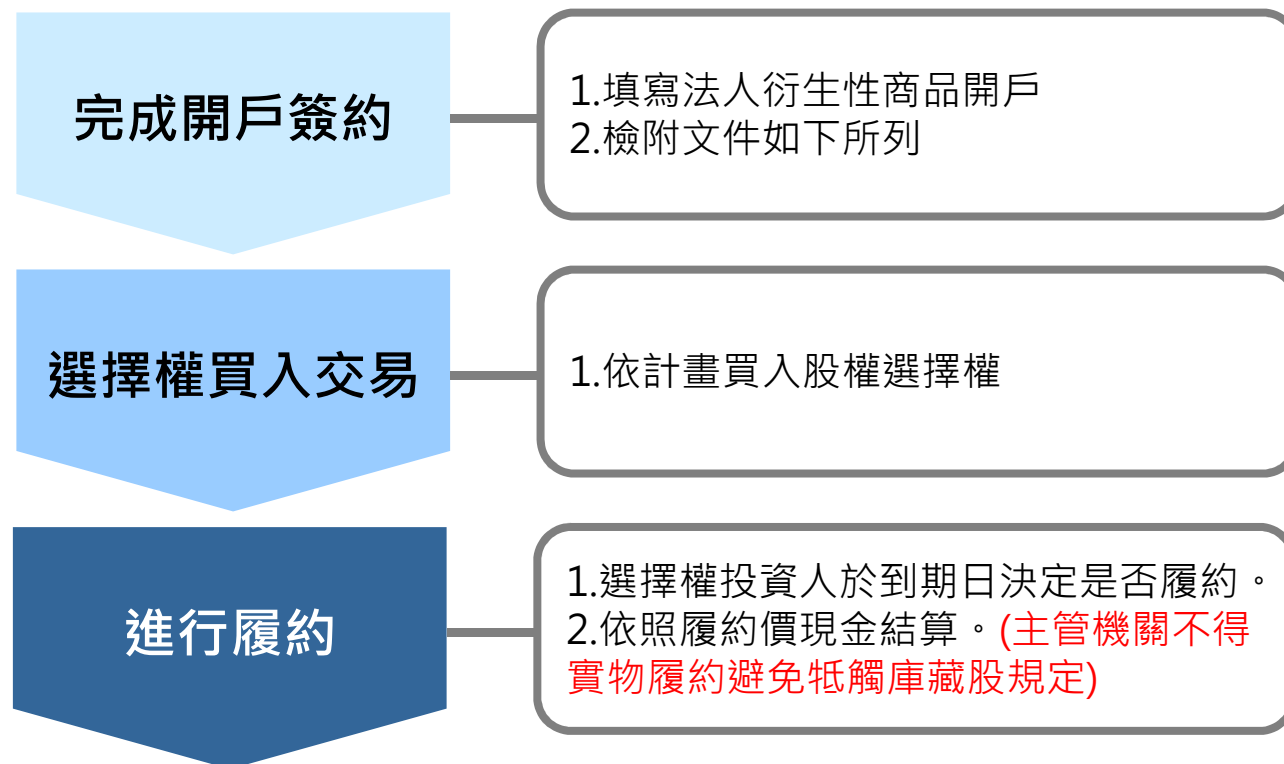 完成開戶簽約
1.填寫法人衍生性商品開戶
2.檢附文件如下所列
選擇權買入交易
1.依計畫買入股權選擇權
進行履約
1.選擇權投資人於到期日決定是否履約。
2.依照履約價現金結算。(主管機關不得
實物履約避免牴觸庫藏股規定)